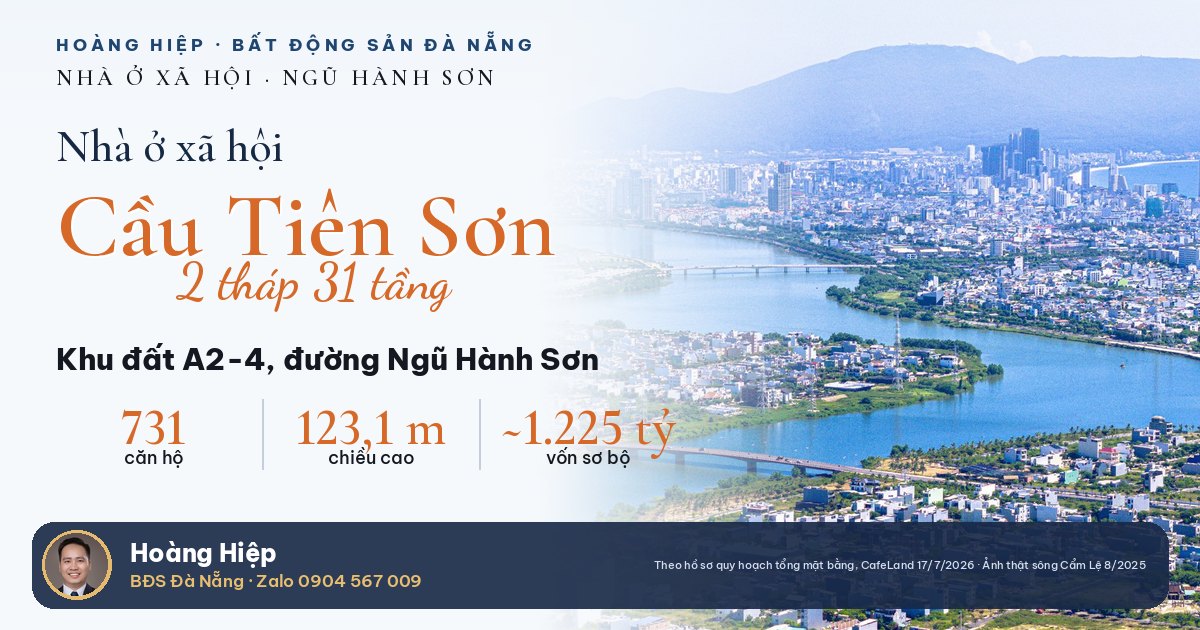 HOÀNG HIỆP · BẤT ĐỘNG SẢN ĐÀ NẴNG
NHÀ Ở XÃ HỘI · NGŨ HÀNH SƠN
Nhà ở xã hội
Cầu Tiên Sơn
2 tháp 31 tầng
Khu đất A2-4, đường Ngũ Hành Sơn
731
căn hộ
123,1 m
chiều cao
~1.225 tỷ
vốn sơ bộ
Hoàng Hiệp
BĐS Đà Nẵng · Zalo 0904 567 009
Theo hồ sơ quy hoạch tổng mặt bằng, CafeLand 17/7/2026 · Ảnh thật sông Cẩm Lệ 8/2025